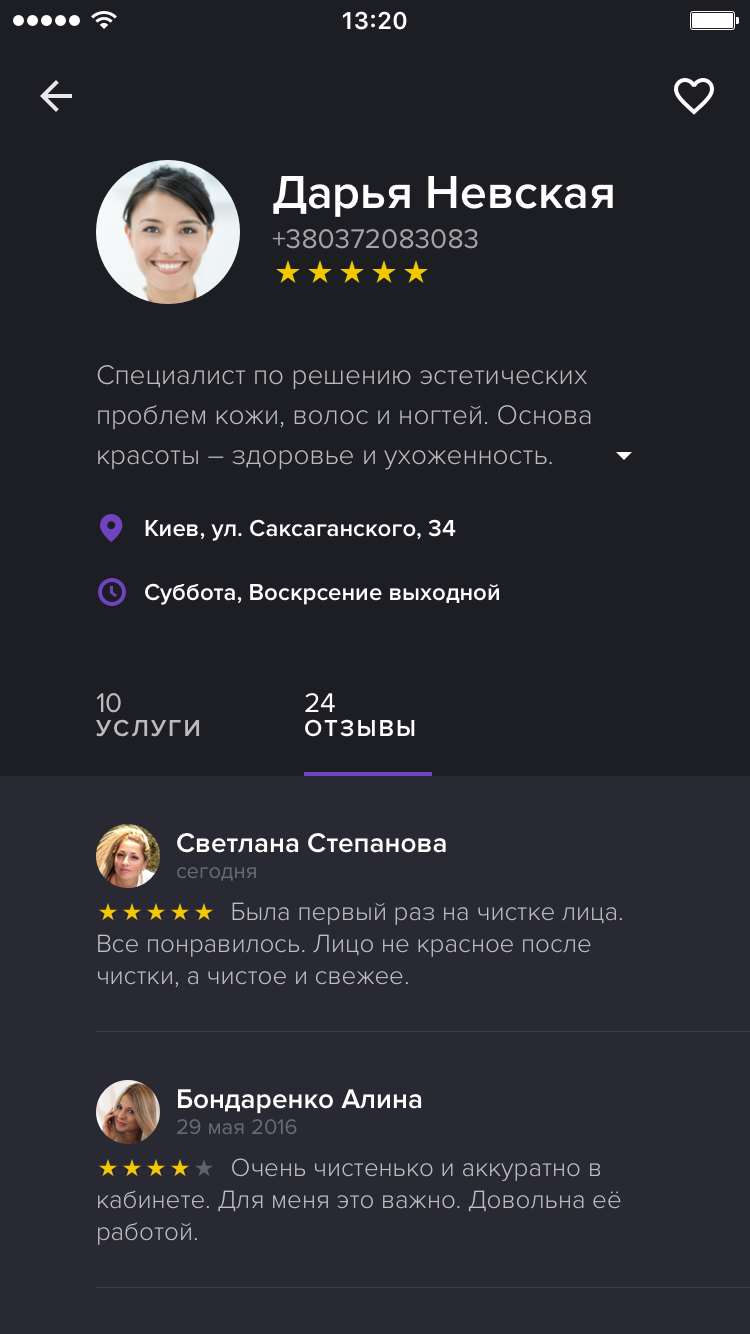 13:20
Дарья Невская
+380372083083
Специалист по решению эстетических
проблем кожи, волос и ногтей. Основа
красоты – здоровье и ухоженность.
Киев, ул. Саксаганского, 34
Суббота, Воскрсение выходной
10
УСЛУГИ
24
ОТЗЫВЫ
Светлана Степанова
сегодня
Была первый раз на чистке лица.
Все понравилось. Лицо не красное после
чистки, а чистое и свежее.
Бондаренко Алина
29 мая 2016
Очень чистенько и аккуратно в
кабинете. Для меня это важно. Довольна её
работой.